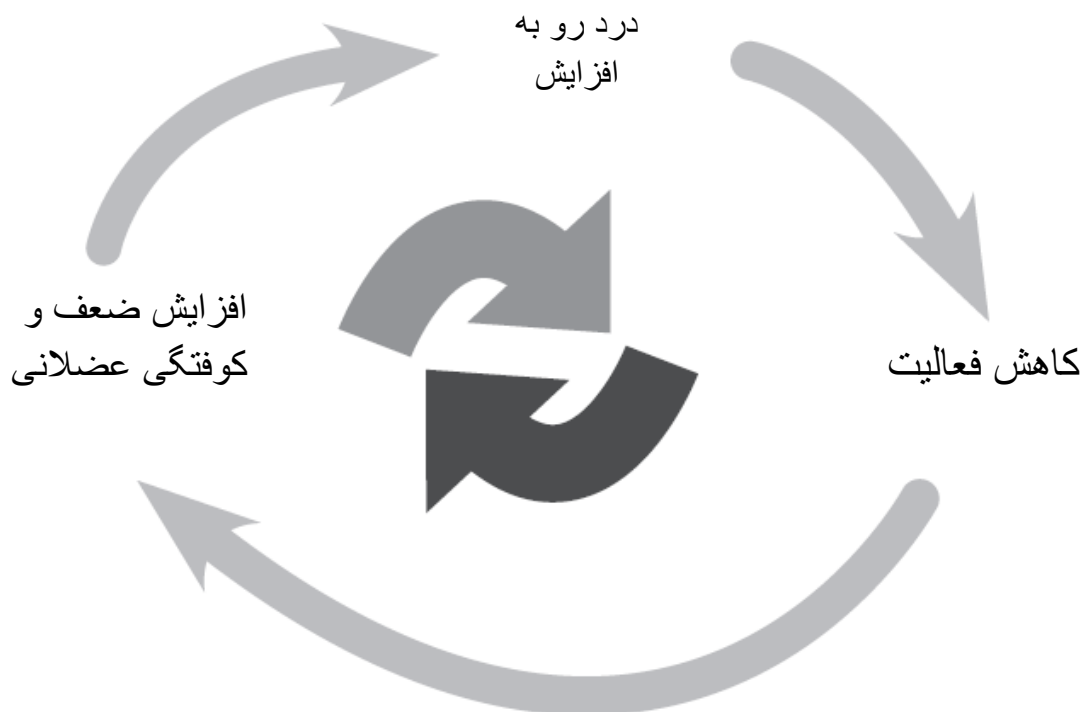 درد رو به
افزایش
کاهش فعالیت
افزایش ضعف و
کوفتگی عضلانی